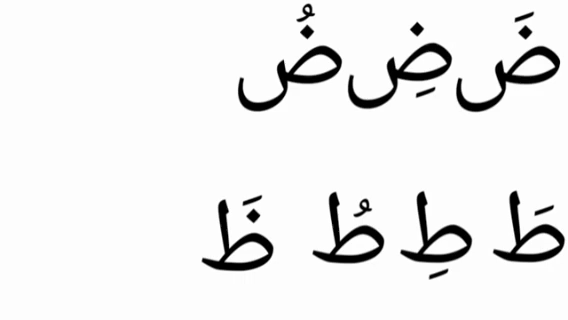 ضَ ضِ ضُ
طَ طِ طُ ظَ